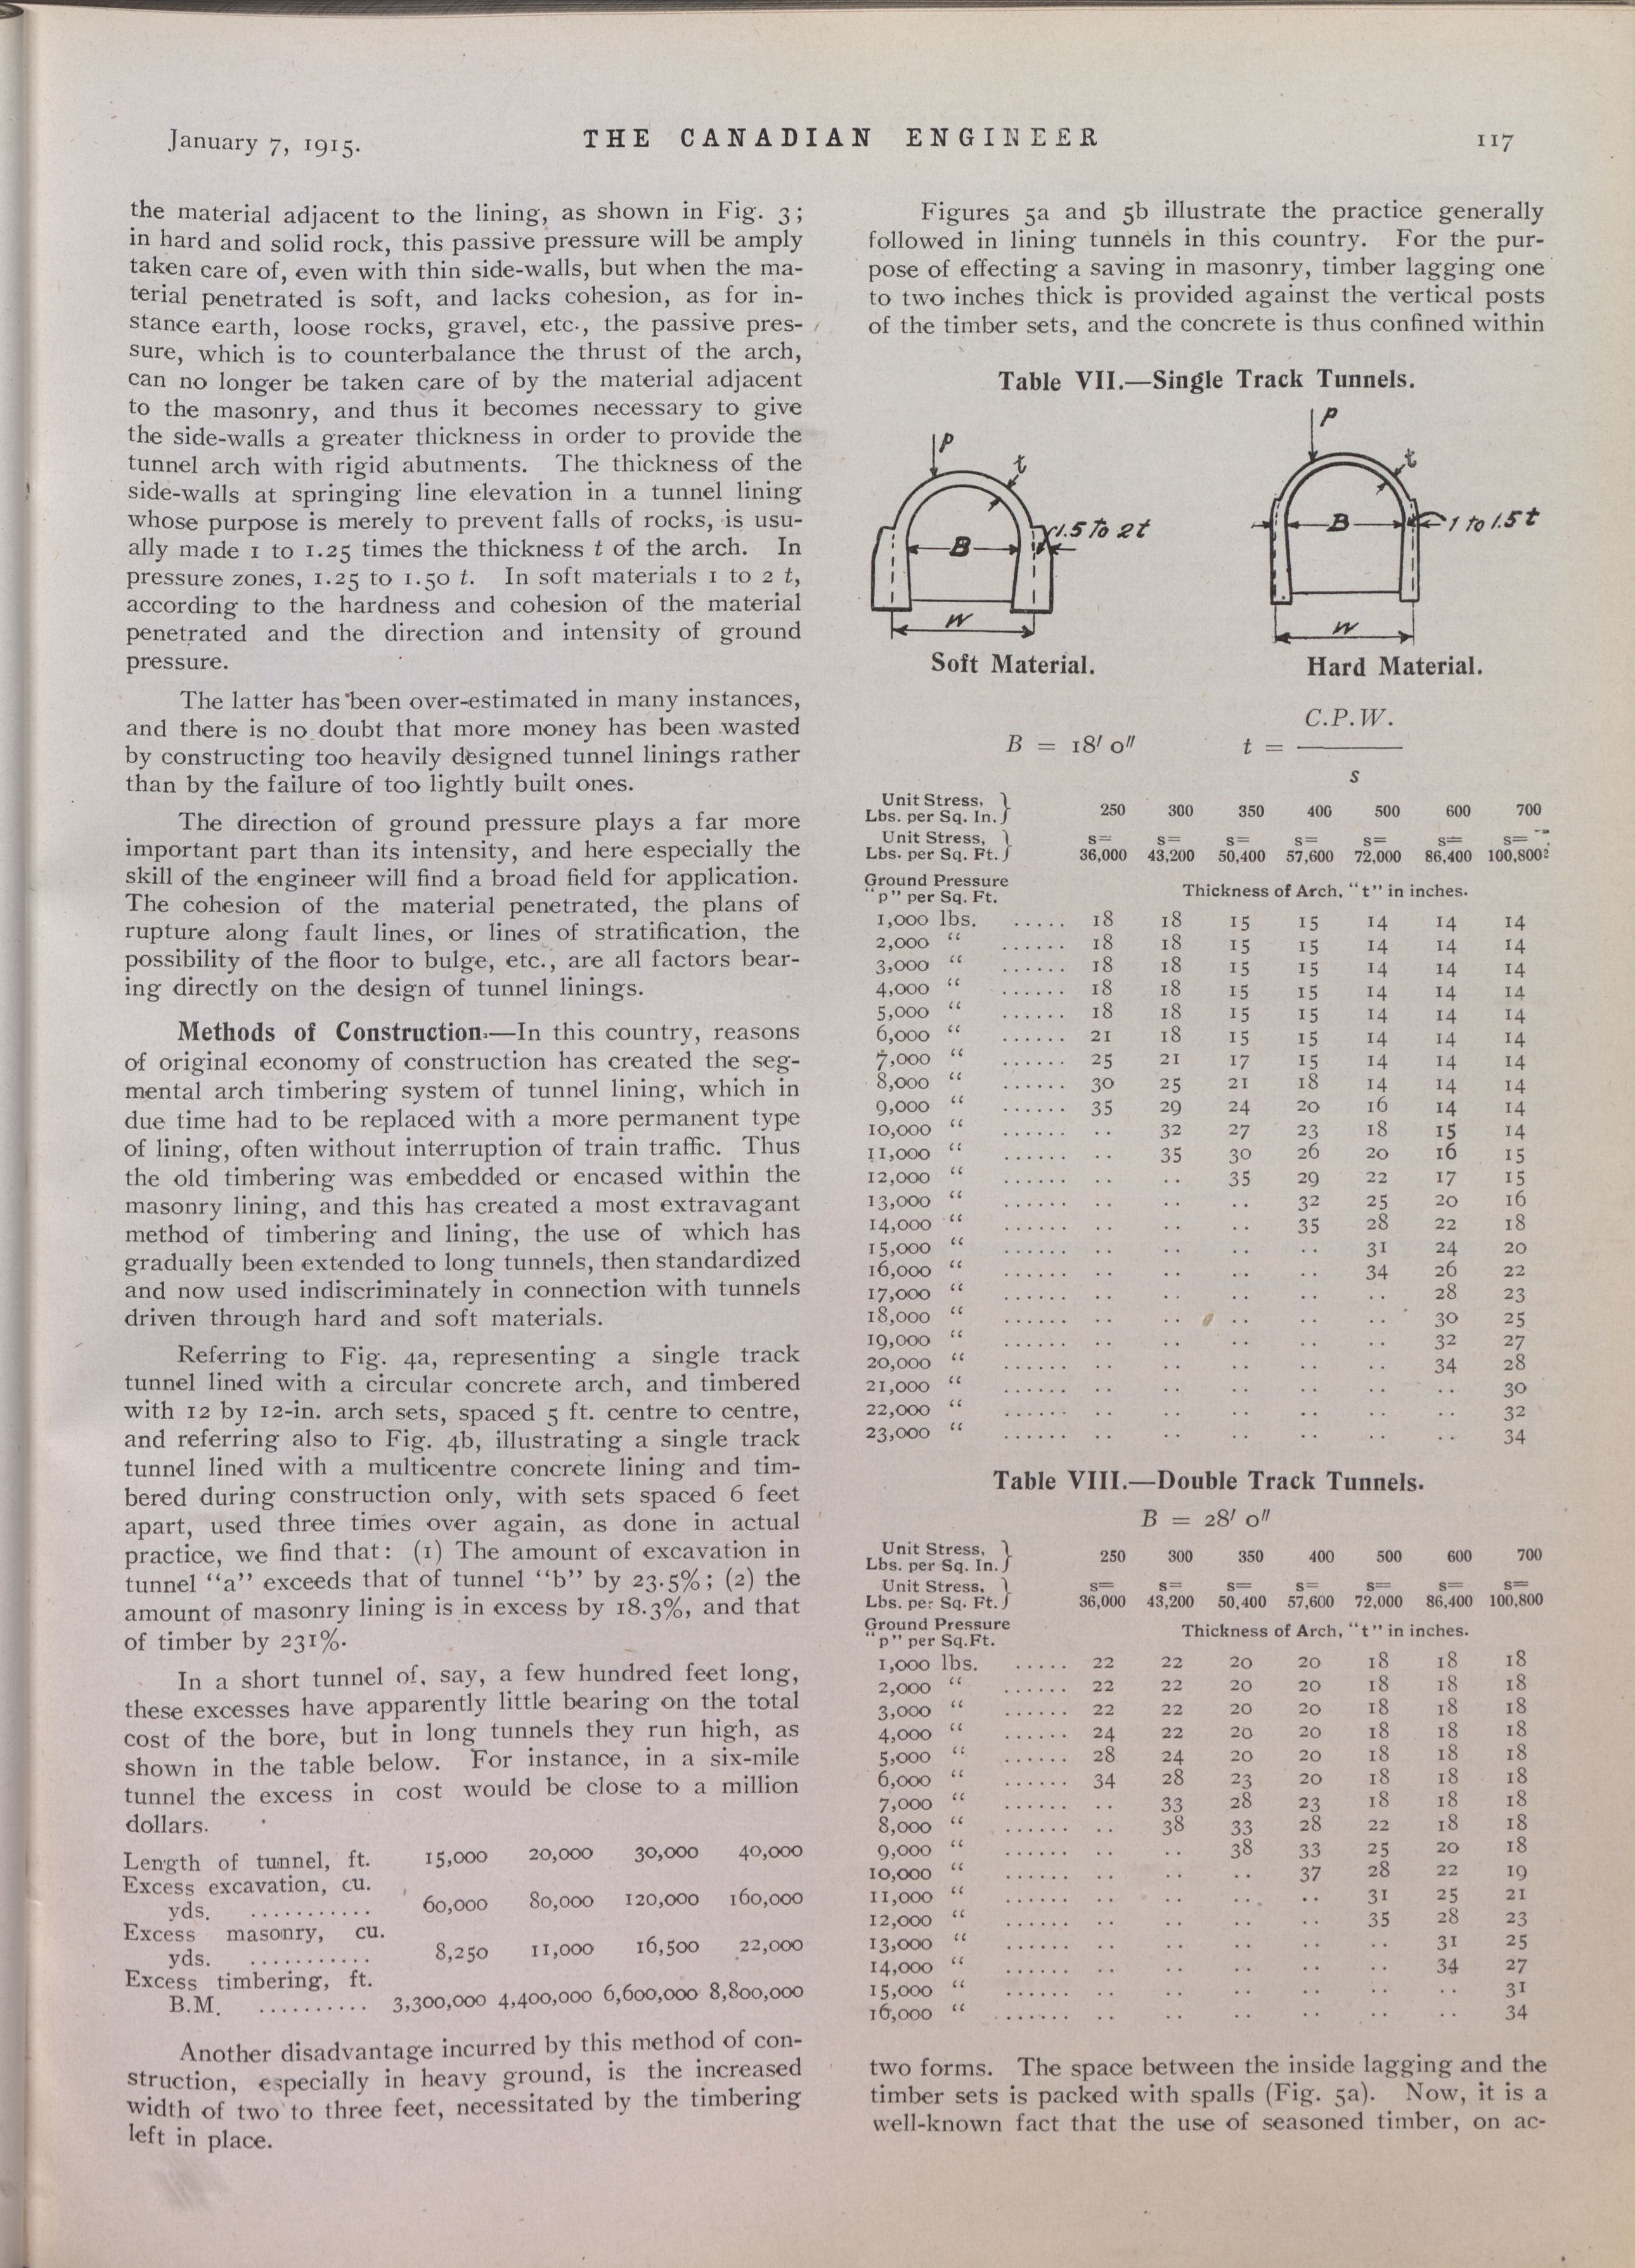 January 7, 1915.
THE CANADIAN ENGINEER
117
the material adjacent to the lining, as shown in Fig. 3;
in hard and solid rock, this passive pressure will be amply
taken care of, even with thin side-walls, but when the ma-
terial penetrated is soft, and lacks cohesion, as for in-
stance earth, loose rocks, gravel, etc., the passive pres-
sure, which is to counterbalance the thrust of the arch,
can no longer be taken care of by the material adjacent
to the masonry, and thus it becomes necessary to give
the side-walls a greater thickness in order to provide the
tunnel arch with rigid abutments. The thickness of the
side-walls at springing line elevation in a tunnel lining
whose purpose is merely to prevent falls of rocks, is usu-
ally made 1 to 1.25 times the thickness t of the arch. In
pressure zones, 1.25 to 1.50 t. In soft materials 1 to 2 t,
according to the hardness and cohesion of the material
penetrated and the direction and intensity of ground
pressure.
The latter has been over-estimated in many instances,
and there is no doubt that more money has been wasted
by constructing too heavily designed tunnel linings rather
than by the failure of too lightly built ones.
The direction of ground pressure plays a far more
important part than its intensity, and here especially the
skill of the engineer will find a broad field for application.
The cohesion of the material penetrated, the plans of
rupture along fault lines, or lines of stratification, the
possibility of the floor to bulge, etc., are all factors bear-
ing directly on the design of tunnel linings.
Methods of Construction.—In this country, reasons
of original economy of construction has created the seg-
mental arch timbering system of tunnel lining, which in
due time had to be replaced with a more permanent type
of lining, often without interruption of train traffic. Thus
the old timbering was embedded or encased within the
masonry lining, and this has created a most extravagant
method of timbering and lining, the use of which has
gradually been extended to long tunnels, then standardized
and now used indiscriminately in connection with tunnels
driven through hard and soft materials.
Referring to Fig. 4a, representing a single track
tunnel lined with a circular concrete arch, and timbered
with 12 by 12-in. arch sets, spaced 5 ft. centre to centre,
and referring also to Fig. 4b, illustrating a single track
tunnel lined with a multicentre concrete lining and tim-
bered during construction only, with sets spaced 6 feet
apart, used three times over again, as done in actual
practice, we find that: (1) The amount of excavation in
tunnel "a" exceeds that of tunnel "b" by 23.5%; (2) the
amount of masonry lining is in excess by 18.3%, and that
of timber by 231%.
In a short tunnel of, say, a few hundred feet long,
these excesses have apparently little bearing on the total
cost of the bore, but in long tunnels they run high, as
shown in the table below. For instance, in a six-mile
tunnel the excess in cost would be close to a million
dollars.
Length of tunnel, ft. 15,000 20,000 30,000 40,000
Excess excavation, cu.
yds. ........... 60,000 80,000 120,000 160,000
Excess masonry, cu.
yds. ........... 8,250 11,000 16,500 22,000
Excess timbering, ft.
B.M. .......... 3,300,000 4,400,000 6,600,000 8,800,000
Another disadvantage incurred by this method of con-
struction, especially in heavy ground, is the increased
width of two to three feet, necessitated by the timbering
left in place.
Figures 5a and 5b illustrate the practice generally
followed in lining tunnels in this country. For the pur-
pose of effecting a saving in masonry, timber lagging one
to two inches thick is provided against the vertical posts
of the timber sets, and the concrete is thus confined within
Table VII.—Single Track Tunnels.
P t B 1.5 to 2t W
P t B 1 to 1.5t W
Soft Material. Hard Material.
C.P.W.
B = 18' 0" t = ———
s
Unit Stress, Lbs. per Sq. In. } 250 300 350 400 500 600 700
Unit Stress, } s= s= s= s= s= s= s=
Lbs. per Sq. Ft. 36,000 43,200 50,400 57,600 72,000 86,400 100,800
Ground Pressure
"p" per Sq. Ft. Thickness of Arch, "t" in inches.
1,000 lbs. ..... 18 18 15 15 14 14 14
2,000 " ...... 18 18 15 15 14 14 14
3,000 " ...... 18 18 15 15 14 14 14
4,000 " ...... 18 18 15 15 14 14 14
5,000 " ...... 18 18 15 15 14 14 14
6,000 " ...... 21 18 15 15 14 14 14
7,000 " ...... 25 21 17 15 14 14 14
8,000 " ...... 30 25 21 18 14 14 14
9,000 " ...... 35 29 24 20 16 14 14
10,000 " ...... .. 32 27 23 18 15 14
11,000 " ...... .. 35 30 26 20 16 15
12,000 " ...... .. .. 35 29 22 17 15
13,000 " ...... .. .. .. 32 25 20 16
14,000 " ...... .. .. .. 35 28 22 18
15,000 " ...... .. .. .. .. 31 24 20
16,000 " ...... .. .. .. .. 34 26 22
17,000 " ...... .. .. .. .. .. 28 23
18,000 " ...... .. .. .. .. .. 30 25
19,000 " ...... .. .. .. .. .. 32 27
20,000 " ...... .. .. .. .. .. 34 28
21,000 " ...... .. .. .. .. .. .. 30
22,000 " ...... .. .. .. .. .. .. 32
23,000 " ...... .. .. .. .. .. .. 34
Table VIII.—Double Track Tunnels.
B = 28' 0"
Unit Stress, Lbs. per Sq. In. } 250 300 350 400 500 600 700
Unit Stress, } s= s= s= s= s= s= s=
Lbs. per Sq. Ft. 36,000 43,200 50,400 57,600 72,000 86,400 100,800
Ground Pressure
"p" per Sq.Ft. Thickness of Arch, "t" in inches.
1,000 lbs. ..... 22 22 20 20 18 18 18
2,000 " ...... 22 22 20 20 18 18 18
3,000 " ...... 22 22 20 20 18 18 18
4,000 " ...... 24 22 20 20 18 18 18
5,000 " ...... 28 24 20 20 18 18 18
6,000 " ...... 34 28 23 20 18 18 18
7,000 " ...... .. 33 28 23 18 18 18
8,000 " ...... .. 38 33 28 22 18 18
9,000 " ...... .. .. 38 33 25 20 18
10,000 " ...... .. .. .. 37 28 22 19
11,000 " ...... .. .. .. .. 31 25 21
12,000 " ...... .. .. .. .. 35 28 23
13,000 " ...... .. .. .. .. .. 31 25
14,000 " ...... .. .. .. .. .. 34 27
15,000 " ...... .. .. .. .. .. .. 31
16,000 " ...... .. .. .. .. .. .. 34
two forms. The space between the inside lagging and the
timber sets is packed with spalls (Fig. 5a). Now, it is a
well-known fact that the use of seasoned timber, on ac-